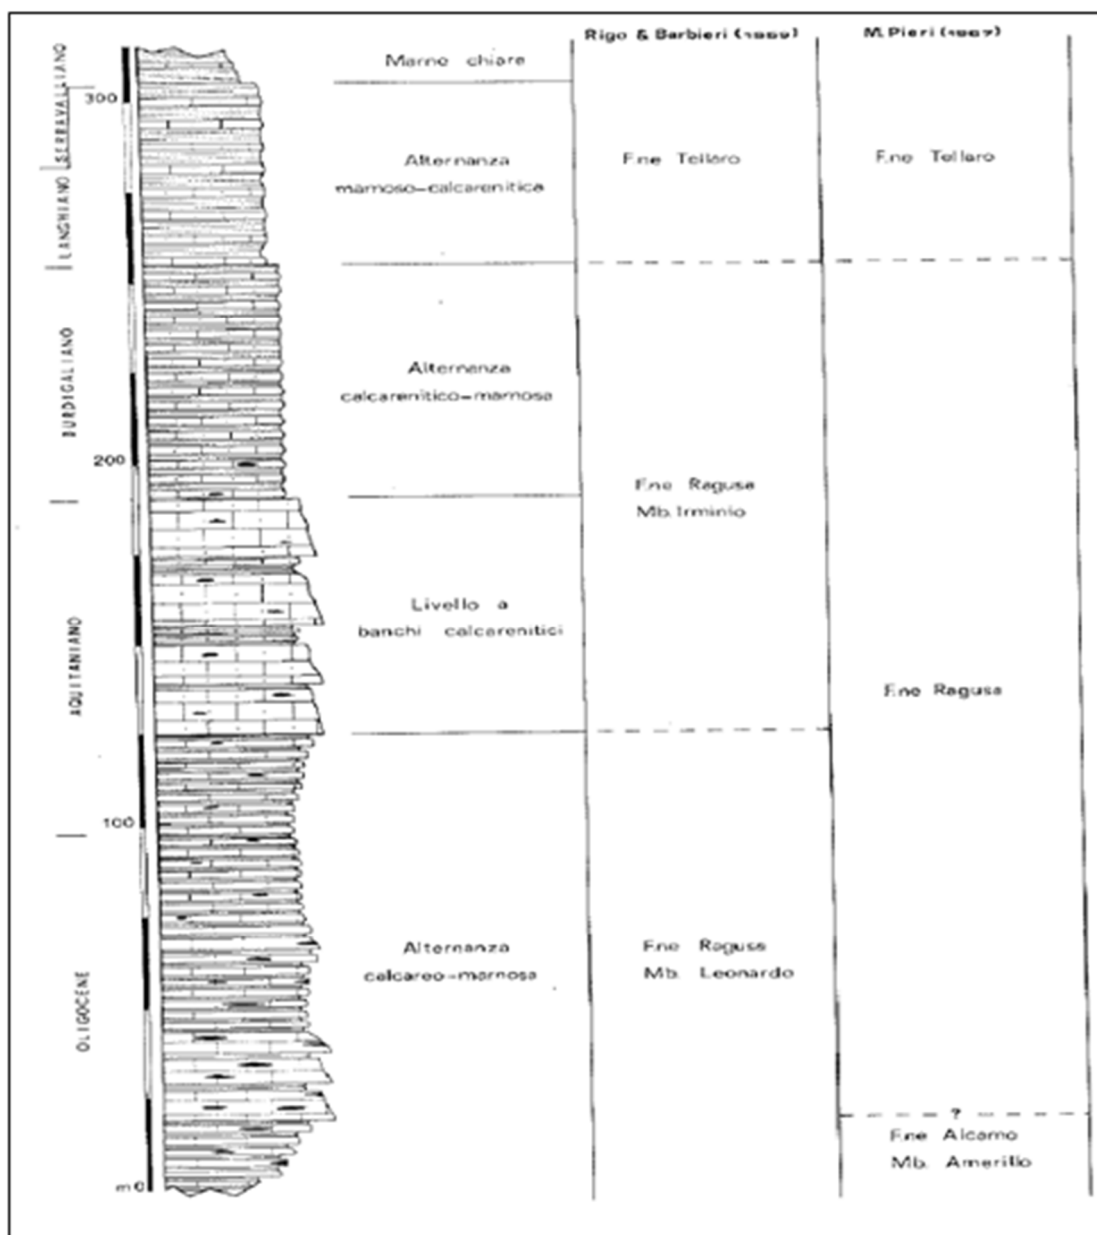 Rigo & Barbieri
M. Pieri
SERRAVALLIANO
LANGHIANO
BURDIGALIANO
AQUITANIANO
OLIGOCENE
300
200
100
m 0
Marne chiare
Alternanza
marnoso-calcarenitica
Alternanza
calcarenitico-marnosa
Livello a
banchi calcarenitici
Alternanza
calcareo-marnosa
F.ne Tellaro
F.ne Ragusa
Mb. Irminio
F.ne Ragusa
Mb. Leonardo
F.ne Tellaro
F.ne Ragusa
?
F.ne Alcamo
Mb. Amerillo